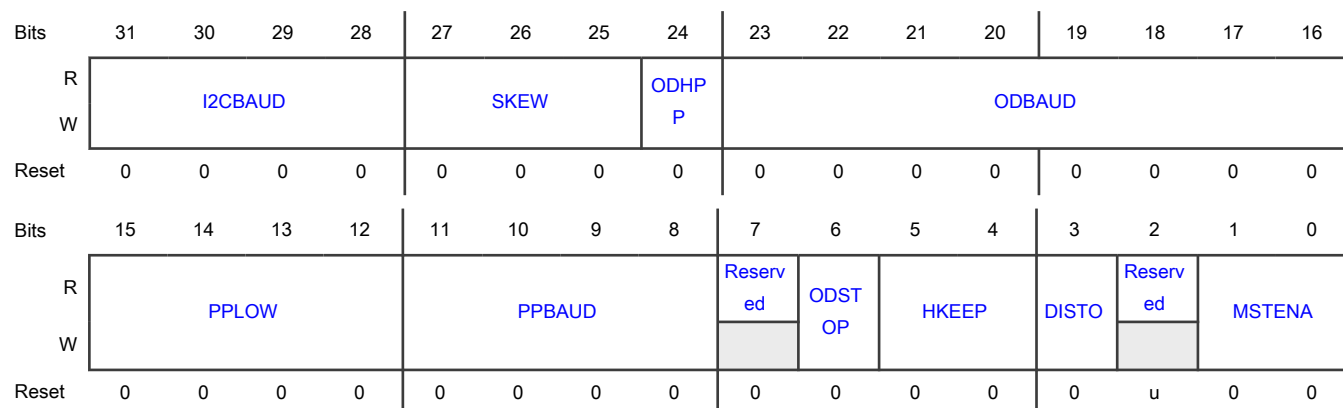 Bits 31 30 29 28 27 26 25 24 23 22 21 20 19 18 17 16
R
W
I2CBAUD SKEW ODHP
P ODBAUD
Reset 0 0 0 0 0 0 0 0 0 0 0 0 0 0 0 0
Bits 15 14 13 12 11 10 9 8 7 6 5 4 3 2 1 0
R
W
PPLOW PPBAUD Reserv
ed ODST
OP HKEEP DISTO Reserv
ed MSTENA
Reset 0 0 0 0 0 0 0 0 0 0 0 0 0 u 0 0